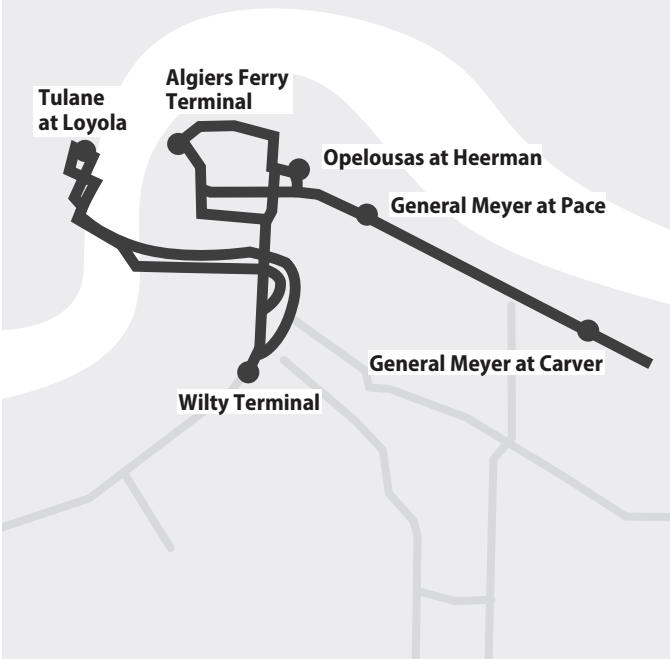 Algiers Ferry
Terminal
Tulane
at Loyola
Opelousas at Heerman
General Meyer at Pace
General Meyer at Carver
Wilty Terminal